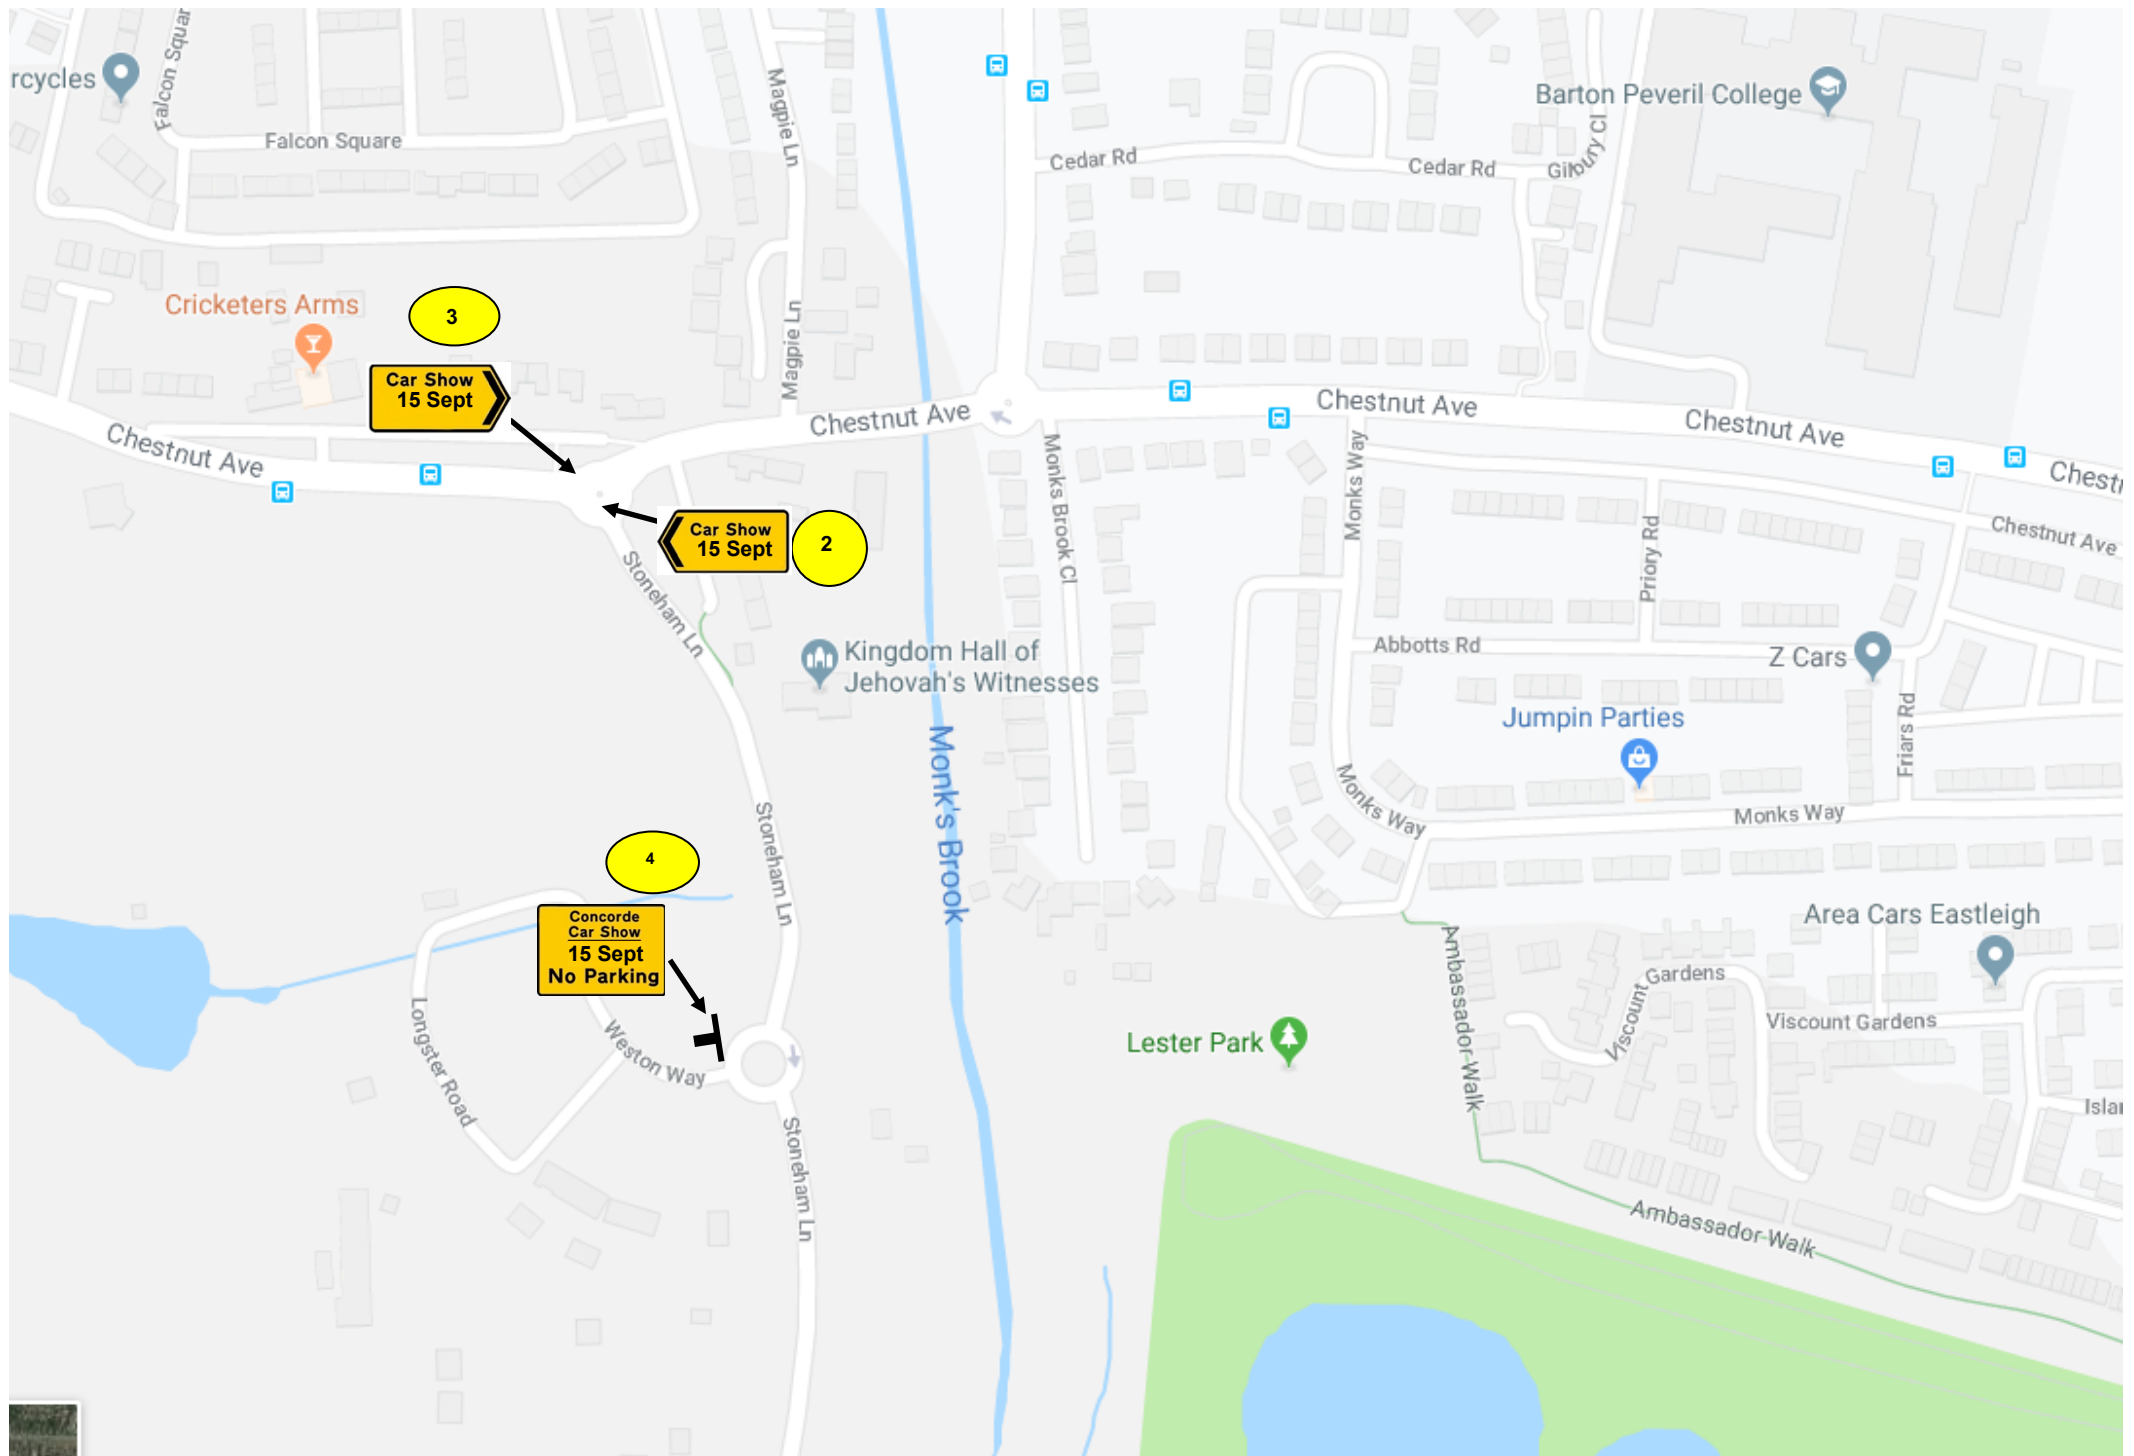 Falcon Squar
rcycles
Magpie Ln
Barton Peveril College
Falcon Square
Cedar Rd
Cedar Rd
Gilbury Cl
Cricketers Arms
3
Magpie Ln
Car Show
15 Sept
Chestnut Ave
Chestnut Ave
Chestnut Ave
Chestnut Ave
Chestn
Monks Brook Cl
Monks Way
Priory Rd
Chestnut Ave
Car Show
15 Sept
2
Stoneham Ln
Abbotts Rd
Z Cars
Kingdom Hall of
Jehovah's Witnesses
Jumpin Parties
Friars Rd
Monk's Brook
Monks Way
Monks Way
Stoneham Ln
4
Concorde
Car Show
15 Sept
No Parking
Area Cars Eastleigh
Ambassador Walk
Viscount Gardens
Viscount Gardens
Longster Road
Weston Way
Lester Park
Islar
Stoneham Ln
Ambassador Walk